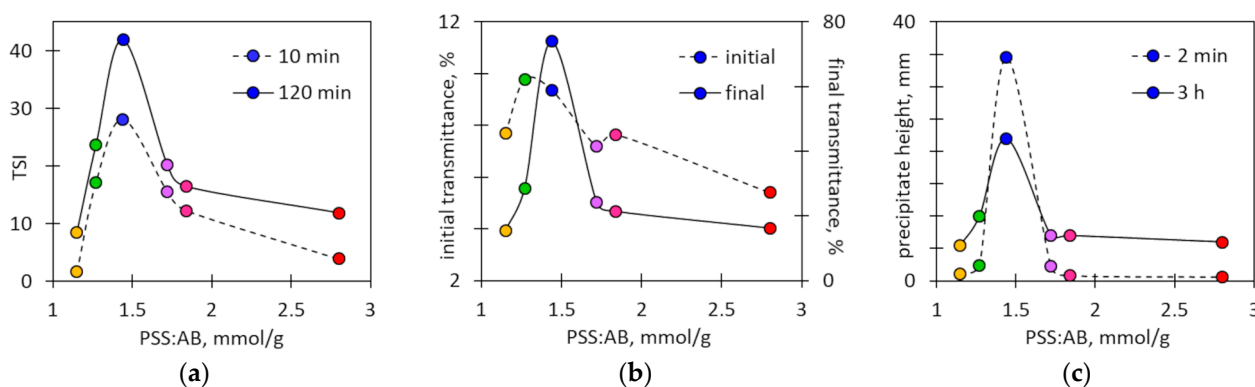 40
30
10
0
TSI
10 min
120 min
1
1.5
2
2.5
3
PSS:AB, mmol/g
(a)
12
2
initial transmittance, %
initial
final
80
0
final transmittance, %
1
1.5
2
2.5
3
PSS:AB, mmol/g
(b)
precipitate height, mm
0
2 min
3 h
1
1.5
2
2.5
3
PSS:AB, mmol/g
(c)